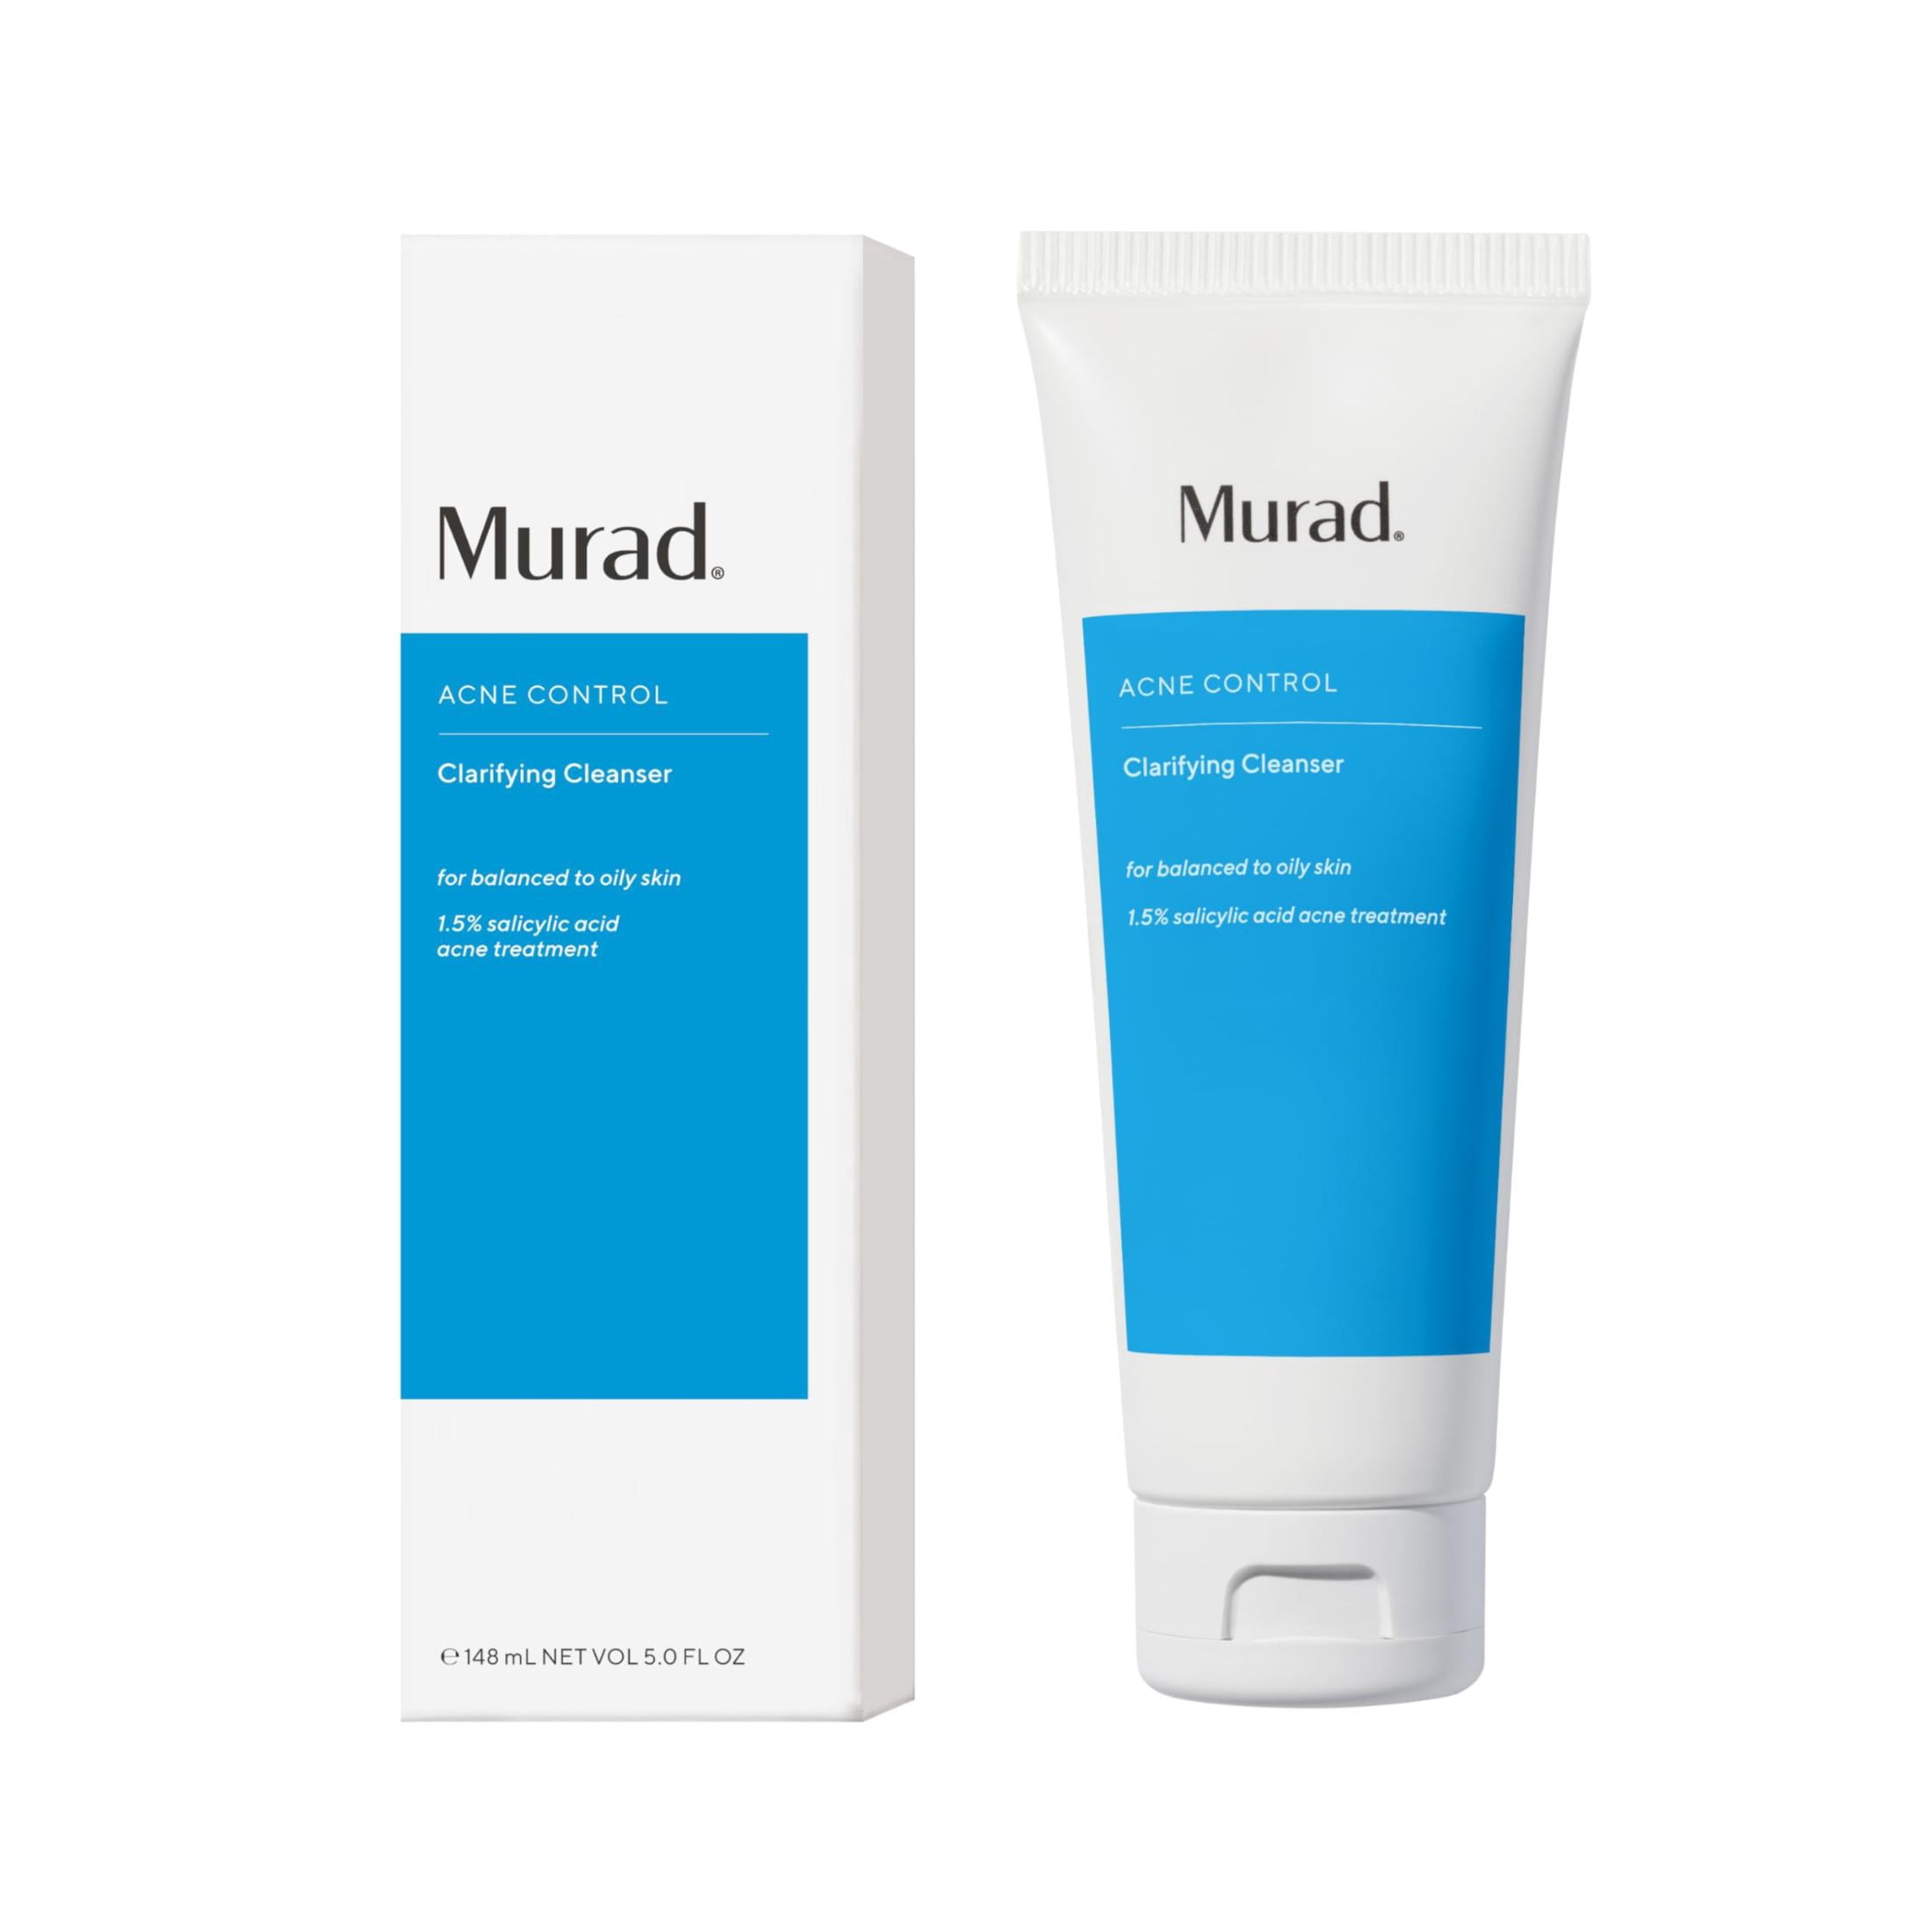 Murad®
ACNE CONTROL
Clarifying Cleanser
for balanced to oily skin
1.5% salicylic acid
acne treatment
℮ 148 mL NET VOL 5.0 FL OZ
Murad®
ACNE CONTROL
Clarifying Cleanser
for balanced to oily skin
1.5% salicylic acid acne treatment